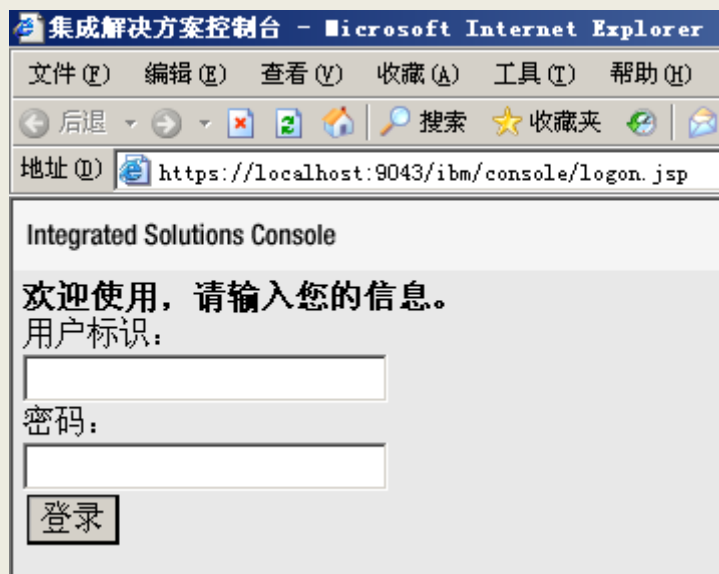 集成解决方案控制台 - Microsoft Internet Explorer
文件(F) 编辑(E) 查看(V) 收藏(A) 工具(T) 帮助(H)
后退 搜索 收藏夹
地址(D) https://localhost:9043/ibm/console/logon.jsp
Integrated Solutions Console
欢迎使用，请输入您的信息。
用户标识：
密码：
登录